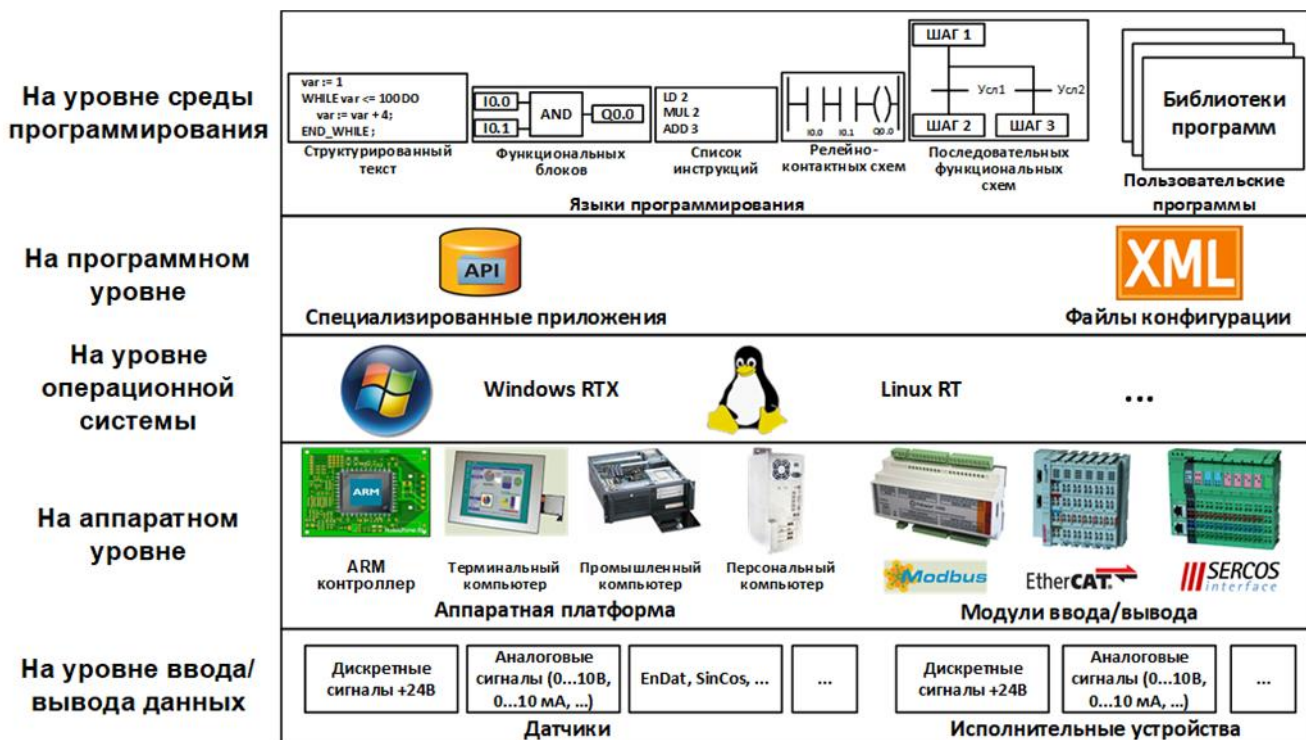 На уровне среды
программирования
var := 1
WHILE var <= 100 DO
var := var + 4;
END_WHILE ;
Структурированный
текст
I0.0
I0.1
AND
Q0.0
Функциональных
блоков
LD 2
MUL 2
ADD 3
Список
инструкций
I0.0 I0.1 Q0.0
Релейно-
контактных схем
ШАГ 1
Усл1 Усл2
ШАГ 2 ШАГ 3
Последовательных
функциональных
схем
Библиотеки
программ
Пользовательские
программы
Языки программирования
На программном
уровне
API
Специализированные приложения
XML
Файлы конфигурации
На уровне
операционной
системы
Windows RTX
Linux RT
...
На аппаратном
уровне
ARM
ARM
контроллер
Терминальный
компьютер
Промышленный
компьютер
Персональный
компьютер
Аппаратная платформа
Modbus
EtherCAT
SERCOS
interface
Модули ввода/вывода
На уровне ввода/
вывода данных
Дискретные
сигналы +24В
Аналоговые
сигналы (0...10В,
0...10 мА, ...)
EnDat, SinCos, ...
...
Датчики
Дискретные
сигналы +24В
Аналоговые
сигналы (0...10В,
0...10 мА, ...)
...
Исполнительные устройства